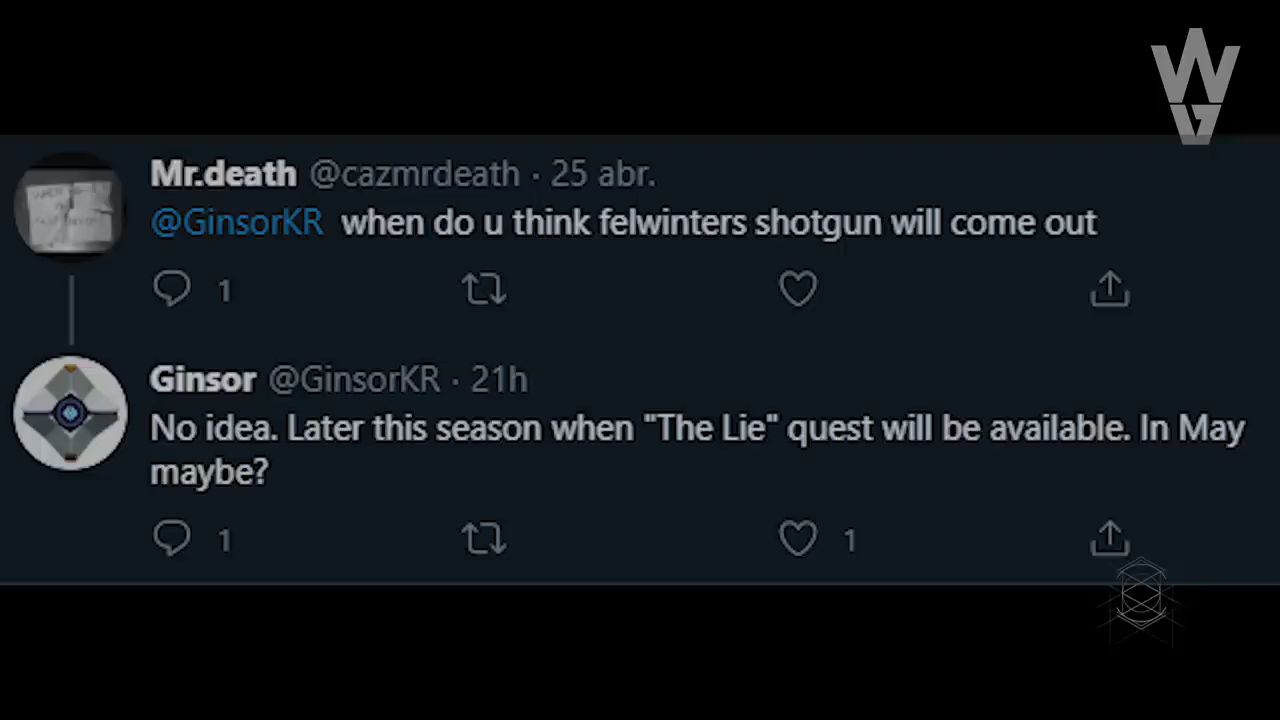 Mr.death @cazmrdeath · 25 abr.
@GinsorKR when do u think felwinters shotgun will come out
1
Ginsor @GinsorKR · 21h
No idea. Later this season when "The Lie" quest will be available. In May
maybe?
1 1